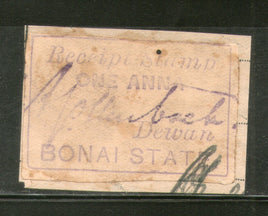 Receipt Stamp
ONE ANNA
Dewan
BONAI STATE